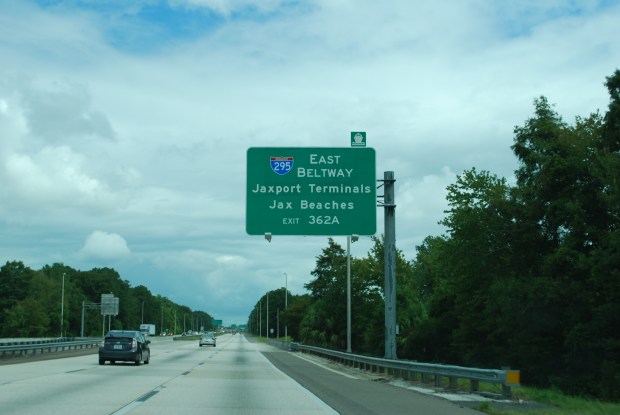 295
EAST
BELTWAY
Jaxport Terminals
Jax Beaches
EXIT 362A